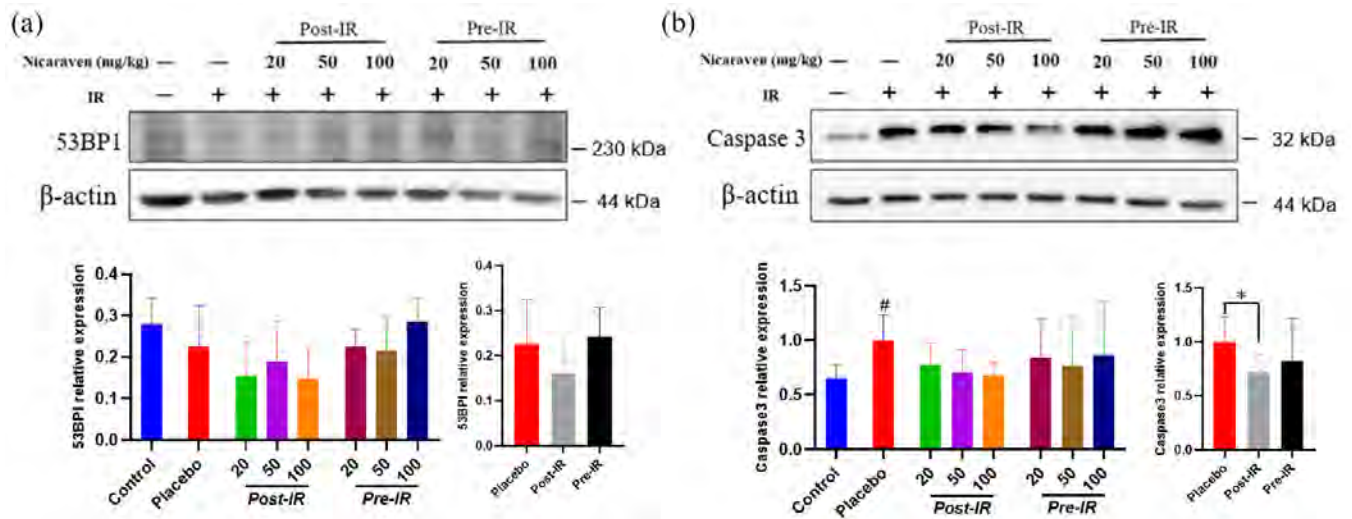 (a)
Post-IR Pre-IR
Nicaraven (mg/kg) — — 20 50 100 20 50 100
IR — + + + + + + +
53BP1 — 230 kDa
β-actin — 44 kDa
53BPI relative expression
0.4
0.3
0.2
0.1
0.0
Control Placebo 20 50 100 20 50 100
Post-IR Pre-IR
53BPI relative expression
0.4
0.3
0.2
0.1
0.0
Placebo Post-IR Pre-IR
(b)
Post-IR Pre-IR
Nicaraven (mg/kg) — — 20 50 100 20 50 100
IR — + + + + + + +
Caspase 3 — 32 kDa
β-actin — 44 kDa
Caspase3 relative expression
1.5
1.0
0.5
0.0
#
Control Placebo 20 50 100 20 50 100
Post-IR Pre-IR
Caspase3 relative expression
1.5
1.0
0.5
0.0
*
Placebo Post-IR Pre-IR